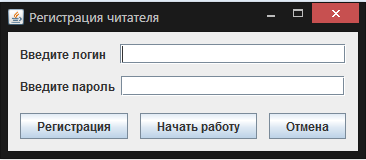 Регистрация читателя
Введите логин
Введите пароль
Регистрация Начать работу Отмена